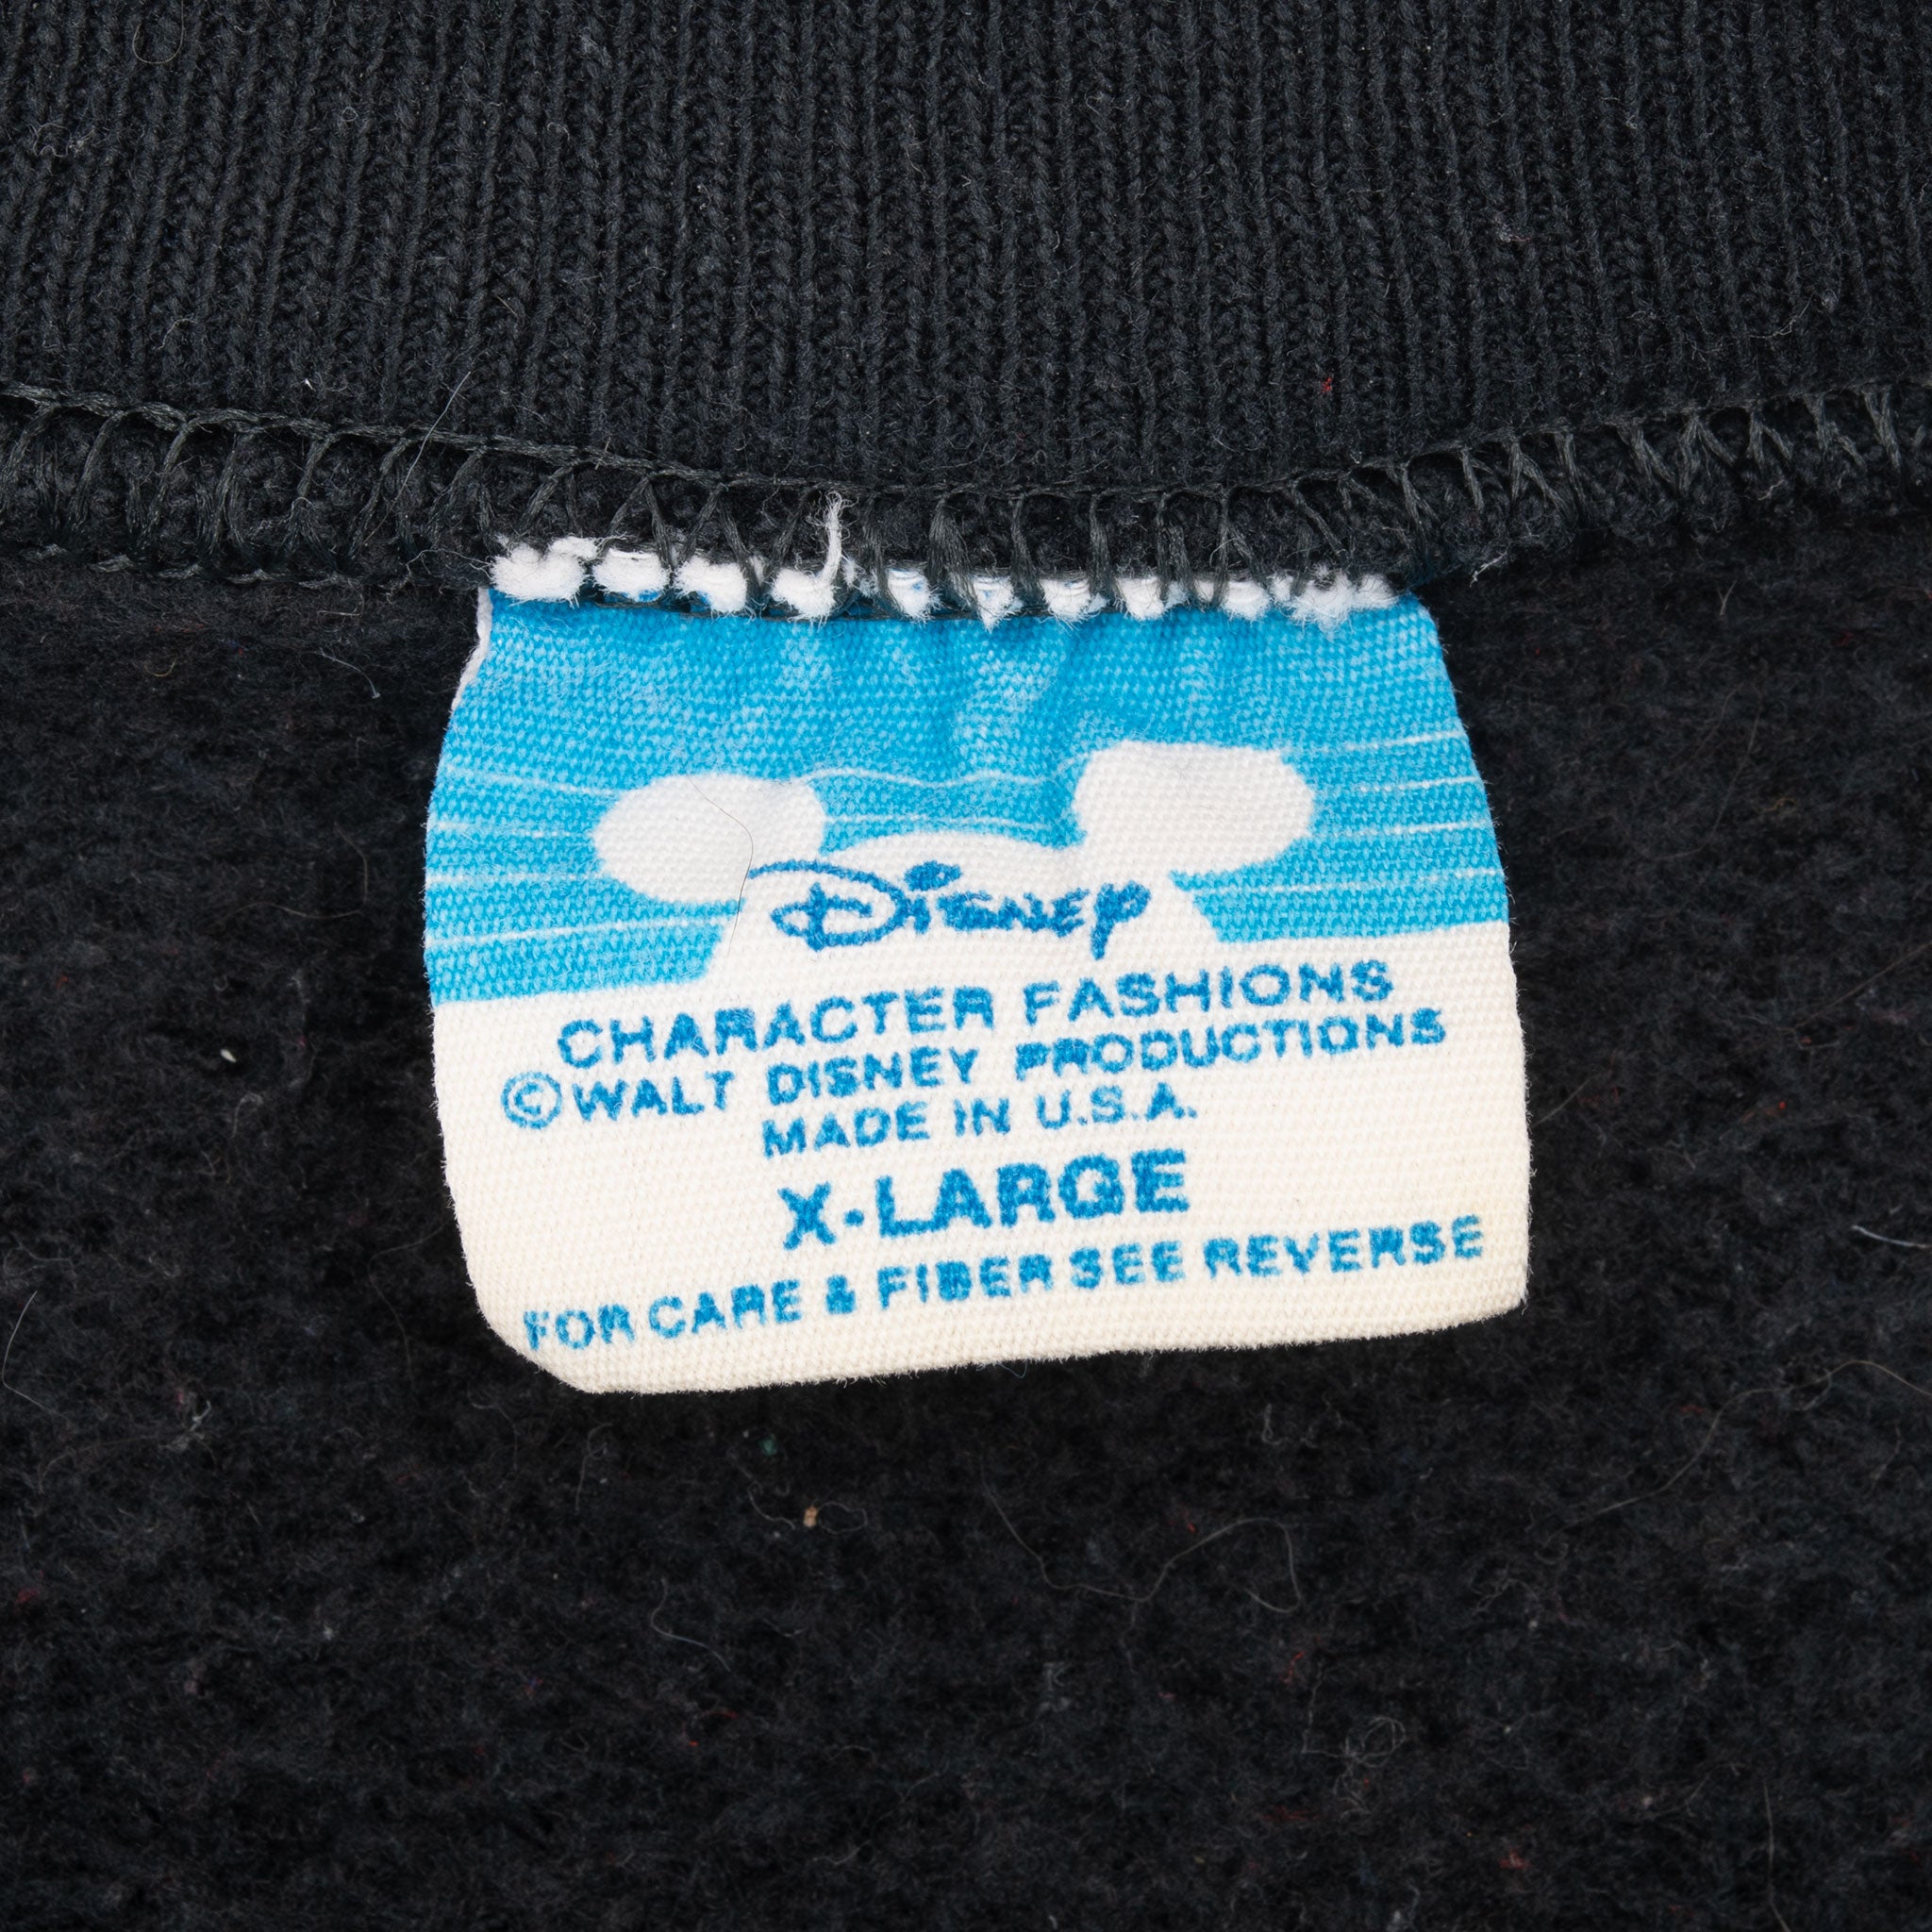 Disney
CHARACTER FASHIONS
©WALT DISNEY PRODUCTIONS
MADE IN U.S.A.
X-LARGE
FOR CARE & FIBER SEE REVERSE